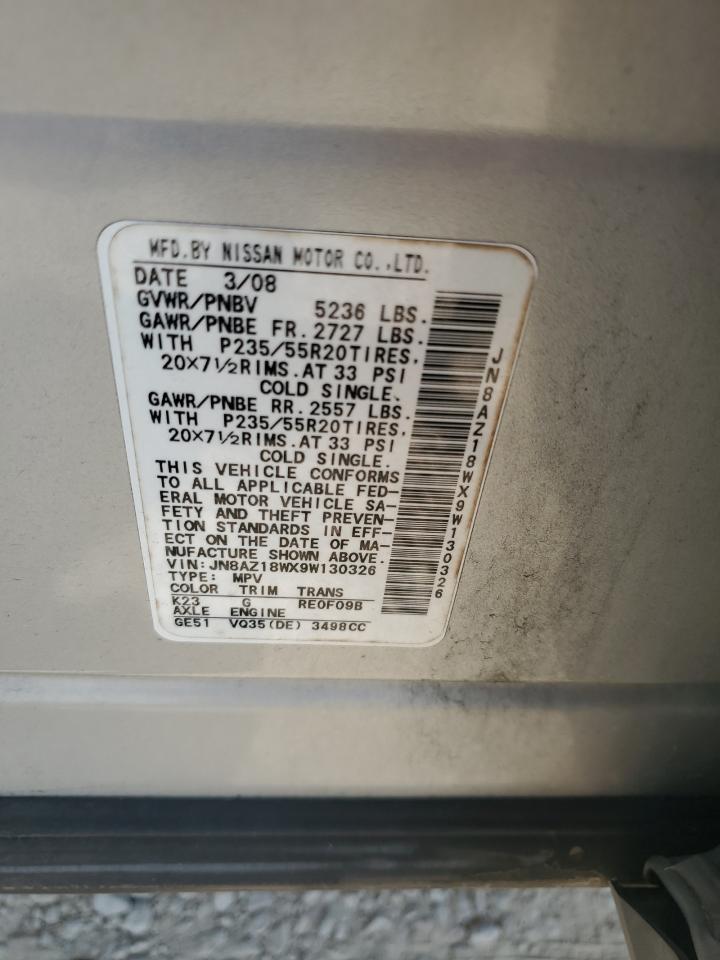 MFD.BY NISSAN MOTOR CO.,LTD.
DATE 3/08
GVWR/PNBV 5236 LBS.
GAWR/PNBE FR.2727 LBS.
WITH P235/55R20TIRES,
20X7½RIMS.AT 33 PSI
COLD SINGLE.
GAWR/PNBE RR.2557 LBS.
WITH P235/55R20TIRES,
20X7½RIMS.AT 33 PSI
COLD SINGLE.
THIS VEHICLE CONFORMS
TO ALL APPLICABLE FED-
ERAL MOTOR VEHICLE SA-
FETY AND THEFT PREVEN-
TION STANDARDS IN EFF-
ECT ON THE DATE OF MA-
NUFACTURE SHOWN ABOVE.
VIN:JN8AZ18WX9W130326
TYPE: MPV
COLOR TRIM TRANS
K23 G RE0F09B
AXLE ENGINE
GE51 VQ35(DE) 3498CC
JN8AZ18WX9W130326